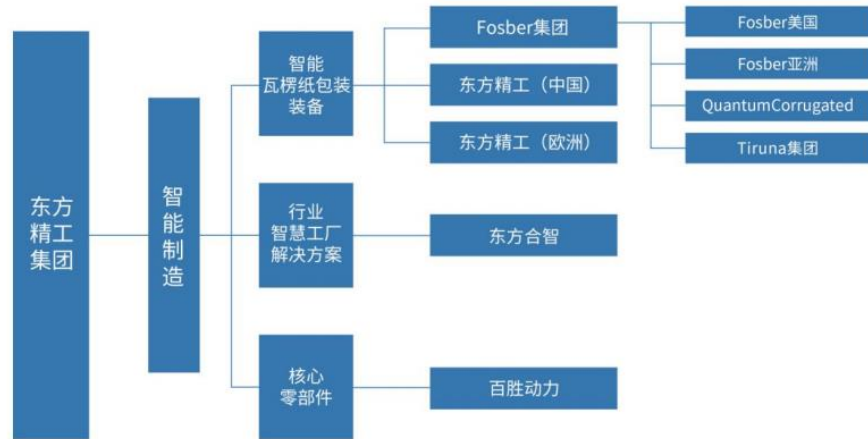 东方
精工
集团
智
能
制
造
智能
瓦楞纸包装
装备
Fosber集团
Fosber美国
Fosber亚洲
QuantumCorrugated
Tiruna集团
东方精工（中国）
东方精工（欧洲）
行业
智慧工厂
解决方案
东方合智
核心
零部件
百胜动力